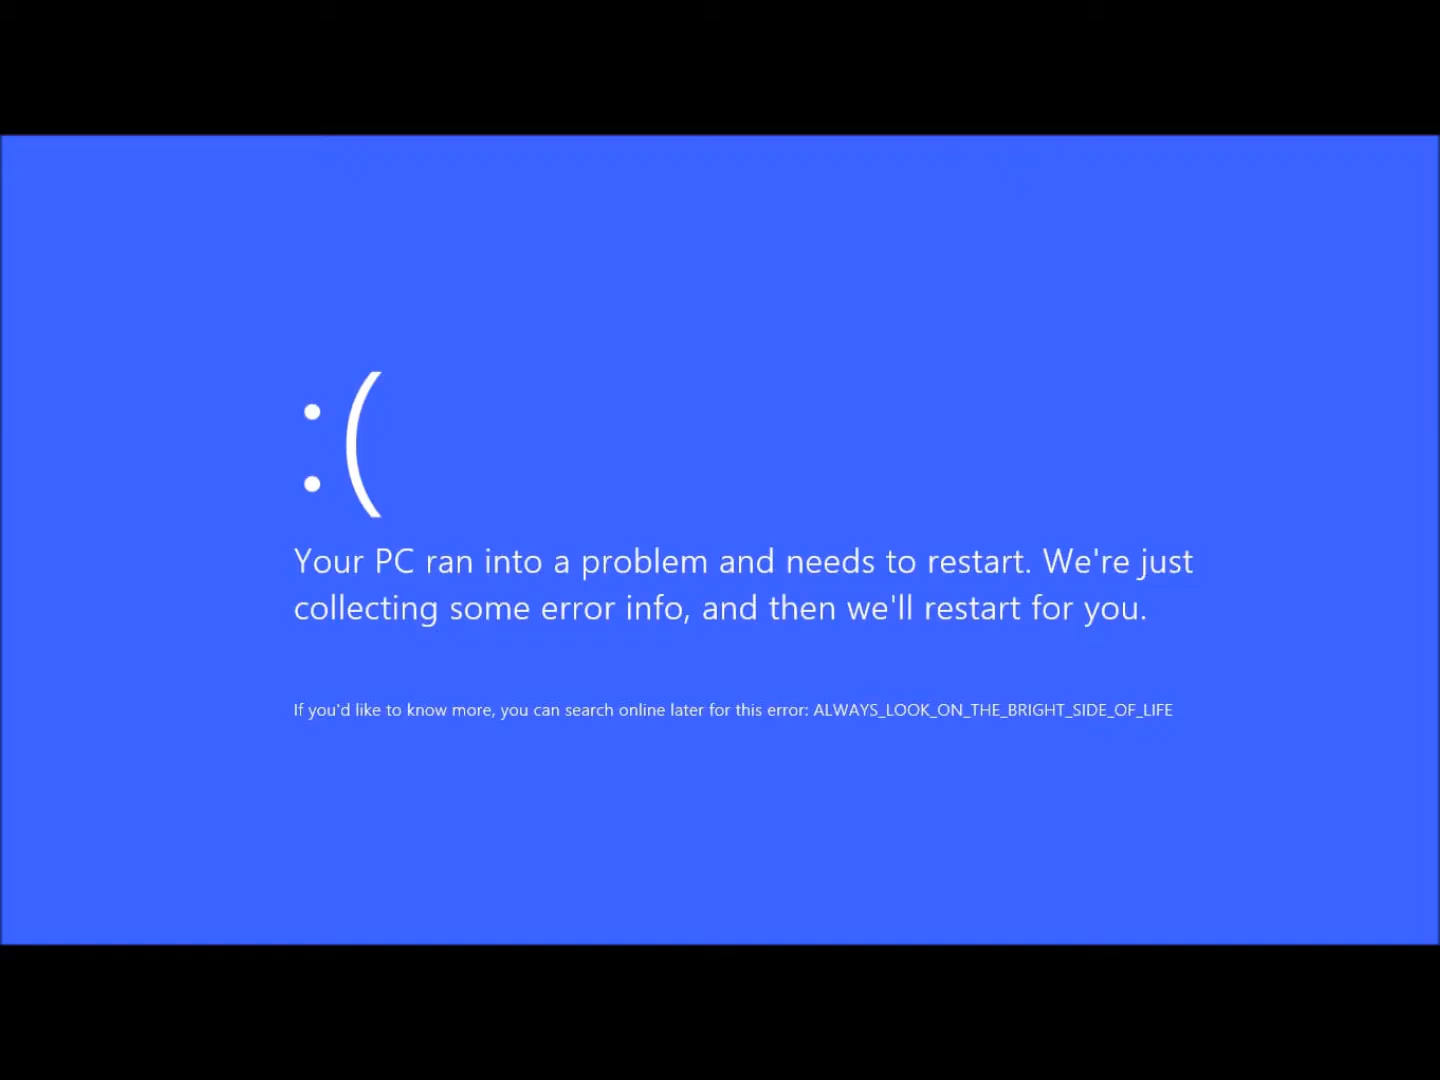 :(
Your PC ran into a problem and needs to restart. We're just
collecting some error info, and then we'll restart for you.
If you'd like to know more, you can search online later for this error: ALWAYS_LOOK_ON_THE_BRIGHT_SIDE_OF_LIFE